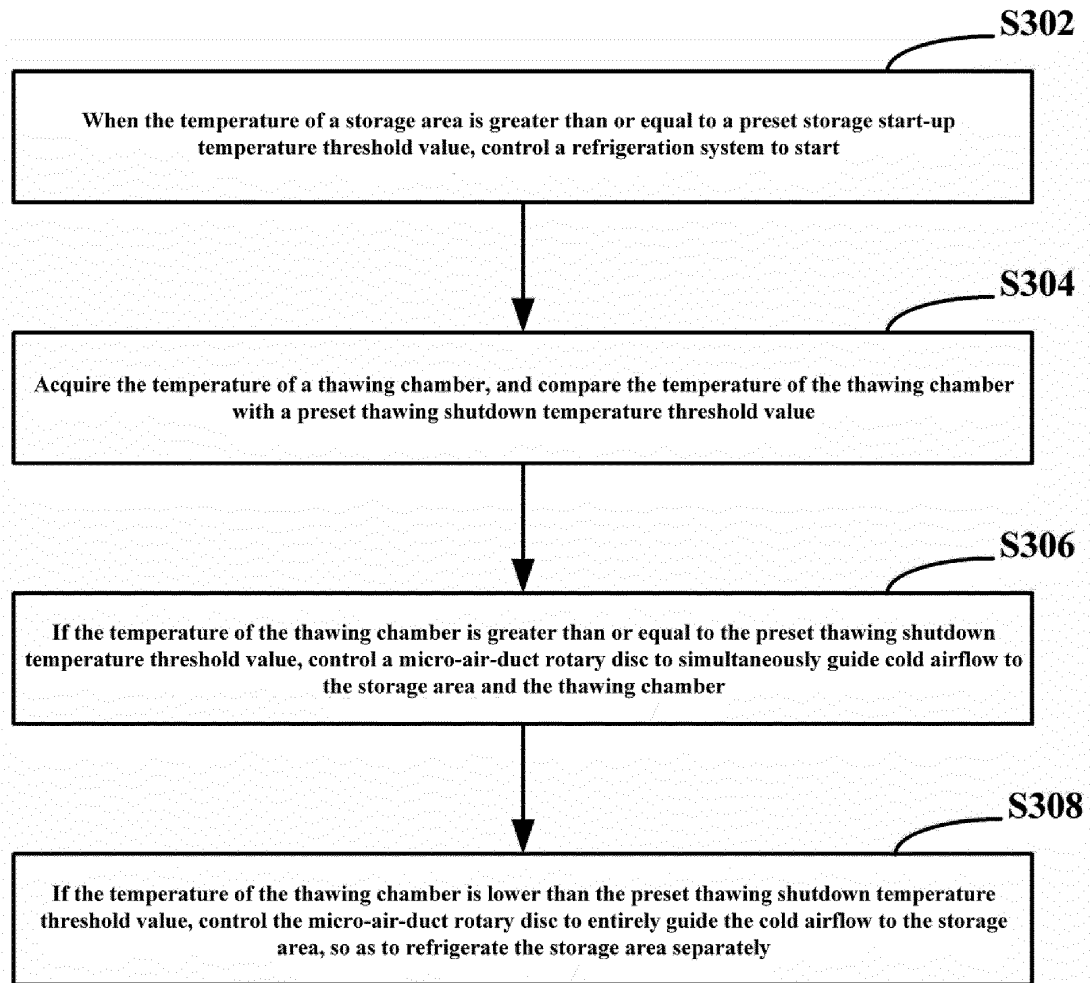 S302
When the temperature of a storage area is greater than or equal to a preset storage start-up
temperature threshold value, control a refrigeration system to start
S304
Acquire the temperature of a thawing chamber, and compare the temperature of the thawing chamber
with a preset thawing shutdown temperature threshold value
S306
If the temperature of the thawing chamber is greater than or equal to the preset thawing shutdown
temperature threshold value, control a micro-air-duct rotary disc to simultaneously guide cold airflow to
the storage area and the thawing chamber
S308
If the temperature of the thawing chamber is lower than the preset thawing shutdown temperature
threshold value, control the micro-air-duct rotary disc to entirely guide the cold airflow to the storage
area, so as to refrigerate the storage area separately